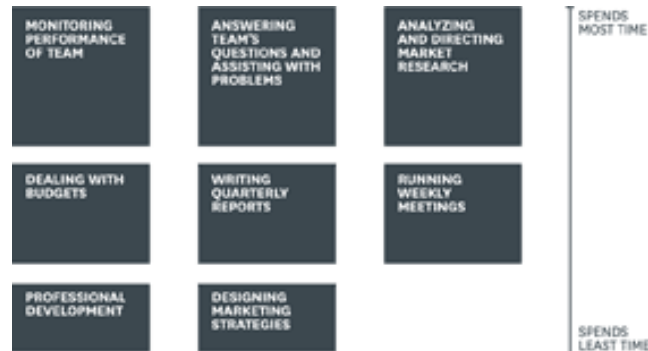 MONITORING
PERFORMANCE
OF TEAM
ANSWERING
TEAM'S
QUESTIONS AND
ASSISTING WITH
PROBLEMS
ANALYZING
AND DIRECTING
MARKET
RESEARCH
SPENDS
MOST TIME
DEALING WITH
BUDGETS
WRITING
QUARTERLY
REPORTS
RUNNING
WEEKLY
MEETINGS
PROFESSIONAL
DEVELOPMENT
DESIGNING
MARKETING
STRATEGIES
SPENDS
LEAST TIME